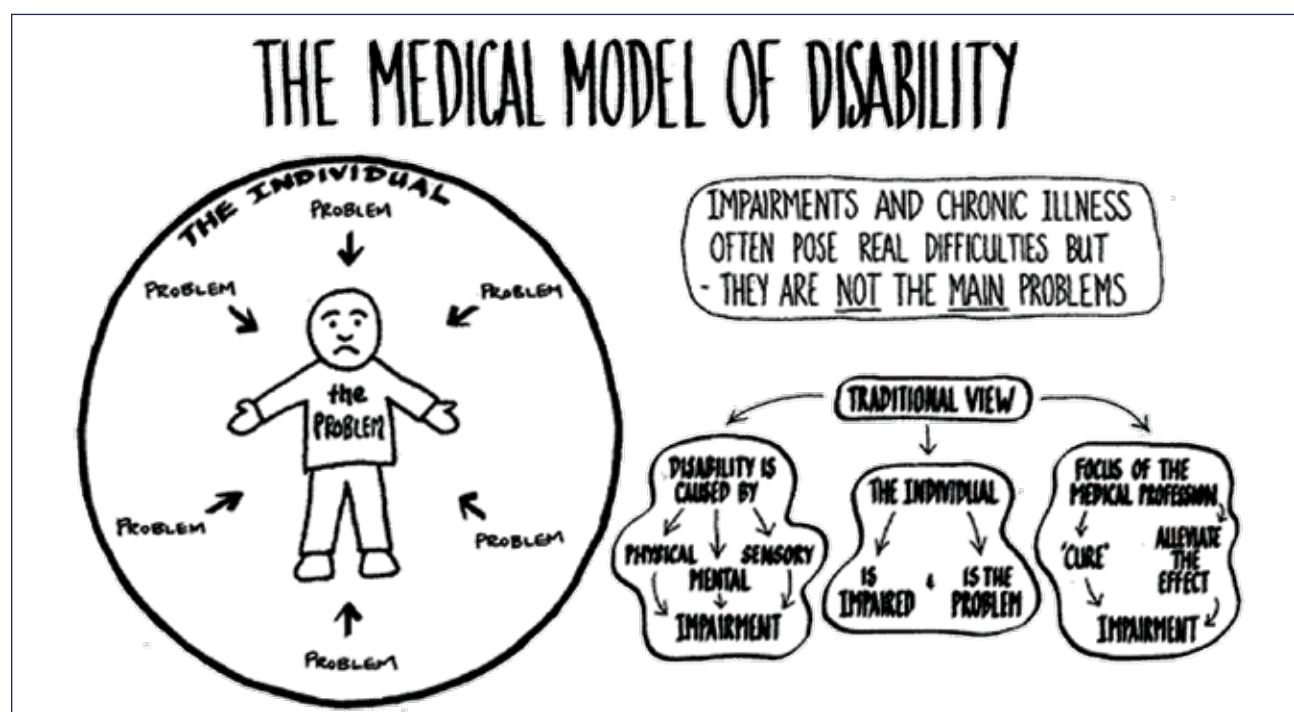 THE MEDICAL MODEL OF DISABILITY
THE INDIVIDUAL
PROBLEM
PROBLEM
PROBLEM
the
PROBLEM
PROBLEM
PROBLEM
PROBLEM
IMPAIRMENTS AND CHRONIC ILLNESS
OFTEN POSE REAL DIFFICULTIES BUT
- THEY ARE NOT THE MAIN PROBLEMS
TRADITIONAL VIEW
DISABILITY IS
CAUSED BY
PHYSICAL
MENTAL
SENSORY
IMPAIRMENT
THE INDIVIDUAL
IS
IMPAIRED
&
IS THE
PROBLEM
FOCUS OF THE
MEDICAL PROFESSION
"CURE"
ALLEVIATE
THE
EFFECT
IMPAIRMENT